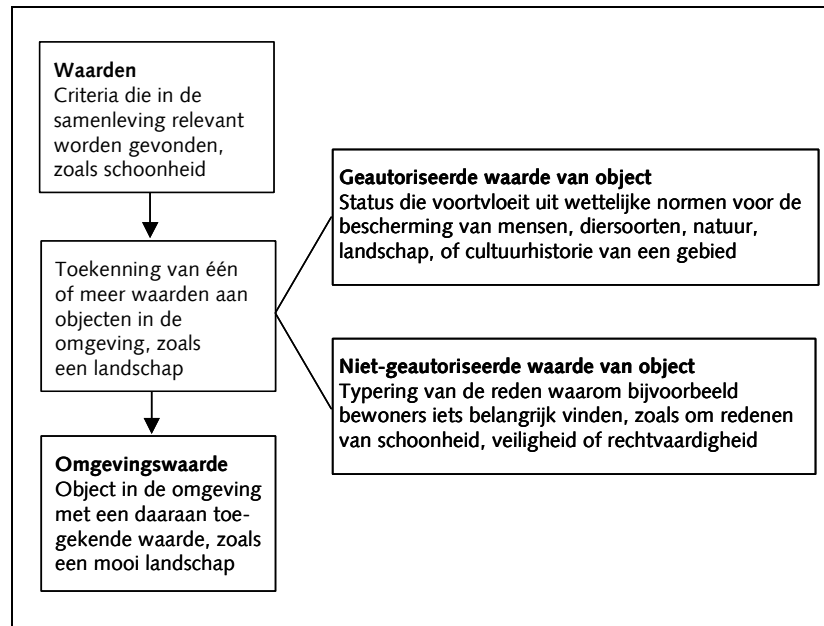 Waarden
Criteria die in de
samenleving relevant
worden gevonden,
zoals schoonheid
Toekenning van één
of meer waarden aan
objecten in de
omgeving, zoals
een landschap
Omgevingswaarde
Object in de omgeving
met een daaraan toe-
gekende waarde, zoals
een mooi landschap
Geautoriseerde waarde van object
Status die voortvloeit uit wettelijke normen voor de
bescherming van mensen, diersoorten, natuur,
landschap, of cultuurhistorie van een gebied
Niet-geautoriseerde waarde van object
Typering van de reden waarom bijvoorbeeld
bewoners iets belangrijk vinden, zoals om redenen
van schoonheid, veiligheid of rechtvaardigheid